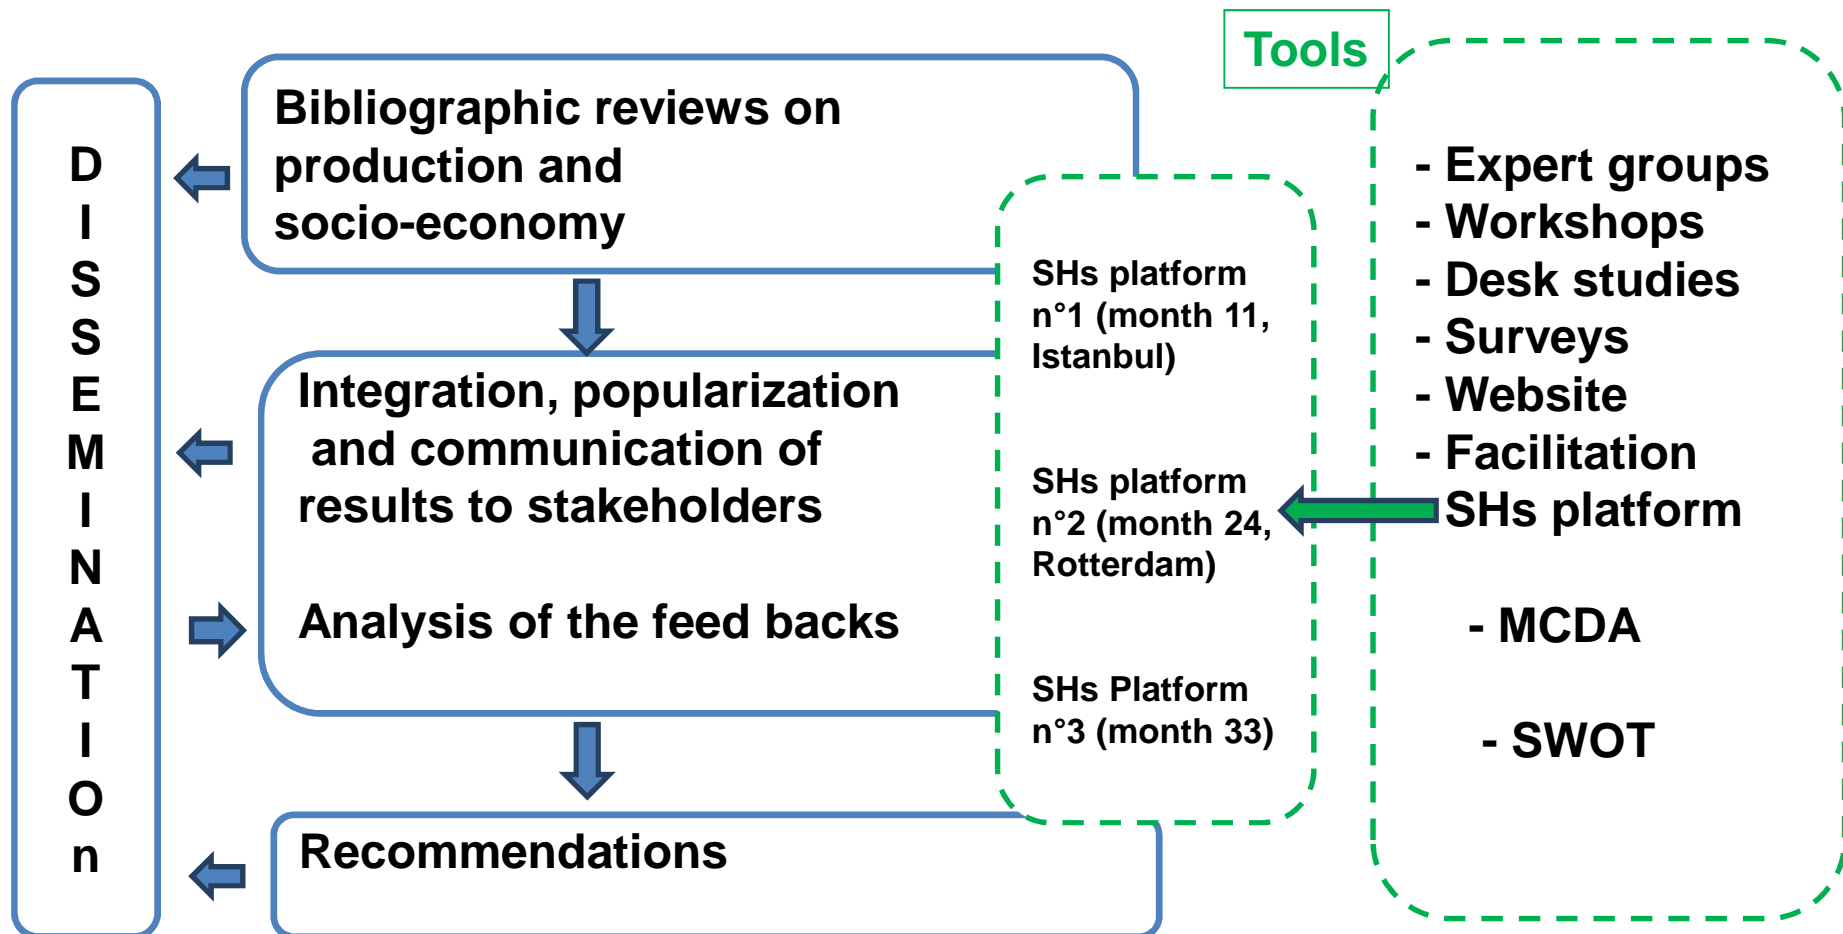 Tools
D
I
S
S
E
M
I
N
A
T
I
O
n
Bibliographic reviews on
production and
socio-economy
Integration, popularization
and communication of
results to stakeholders
Analysis of the feed backs
Recommendations
SHs platform
n°1 (month 11,
Istanbul)
SHs platform
n°2 (month 24,
Rotterdam)
SHs Platform
n°3 (month 33)
- Expert groups
- Workshops
- Desk studies
- Surveys
- Website
- Facilitation
SHs platform
- MCDA
- SWOT